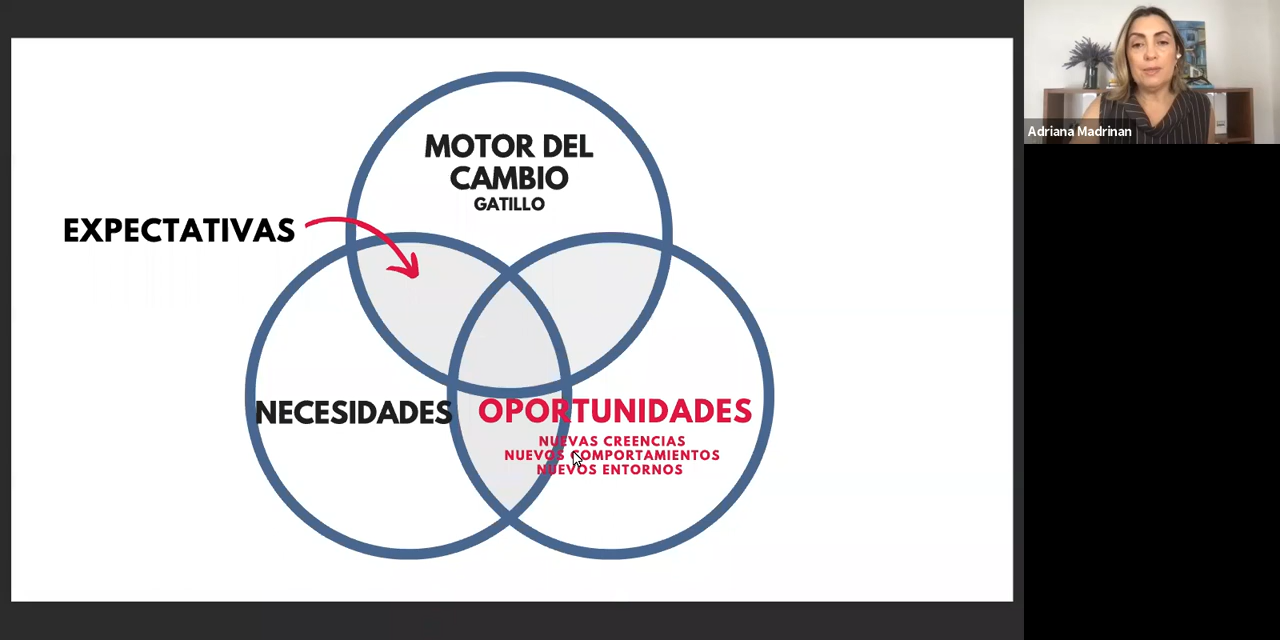 MOTOR DEL
CAMBIO
GATILLO
EXPECTATIVAS
NECESIDADES
OPORTUNIDADES
NUEVAS CREENCIAS
NUEVOS COMPORTAMIENTOS
NUEVOS ENTORNOS
Adriana Madrinan